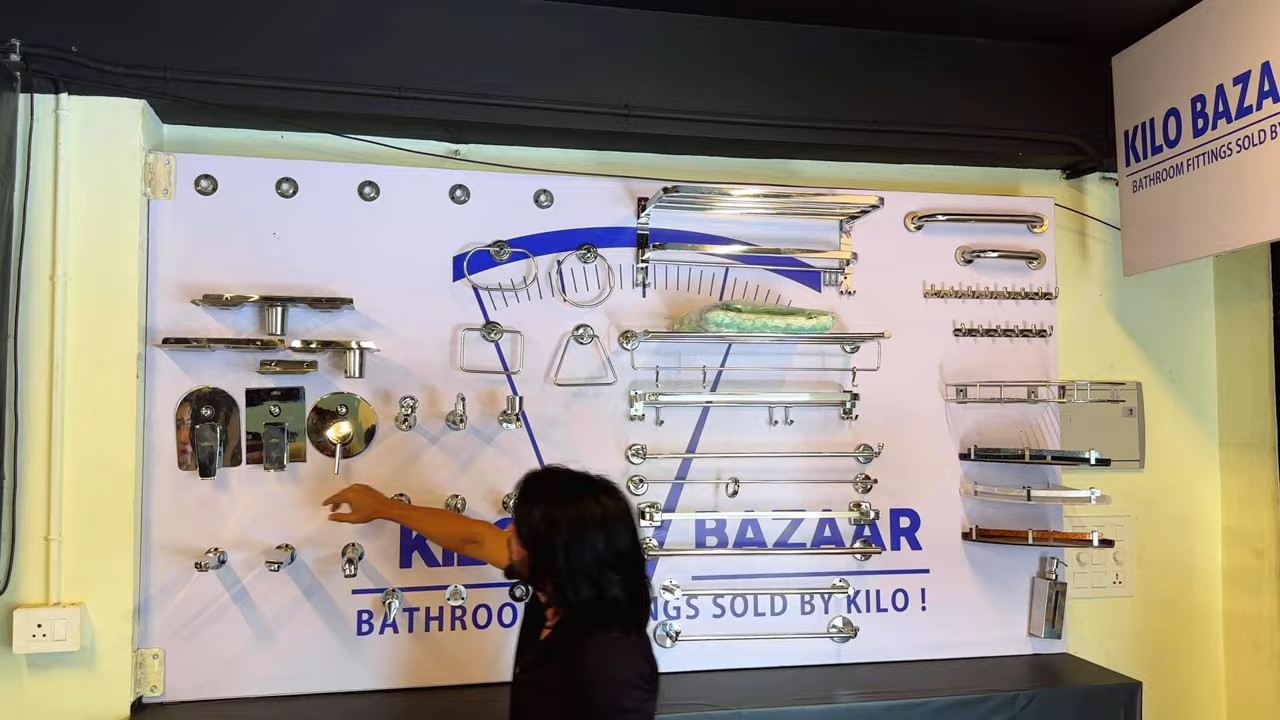 KILO BAZA
BATHROOM FITTINGS SOLD BY
BAZAAR
BATHROO NGS SOLD BY KILO !